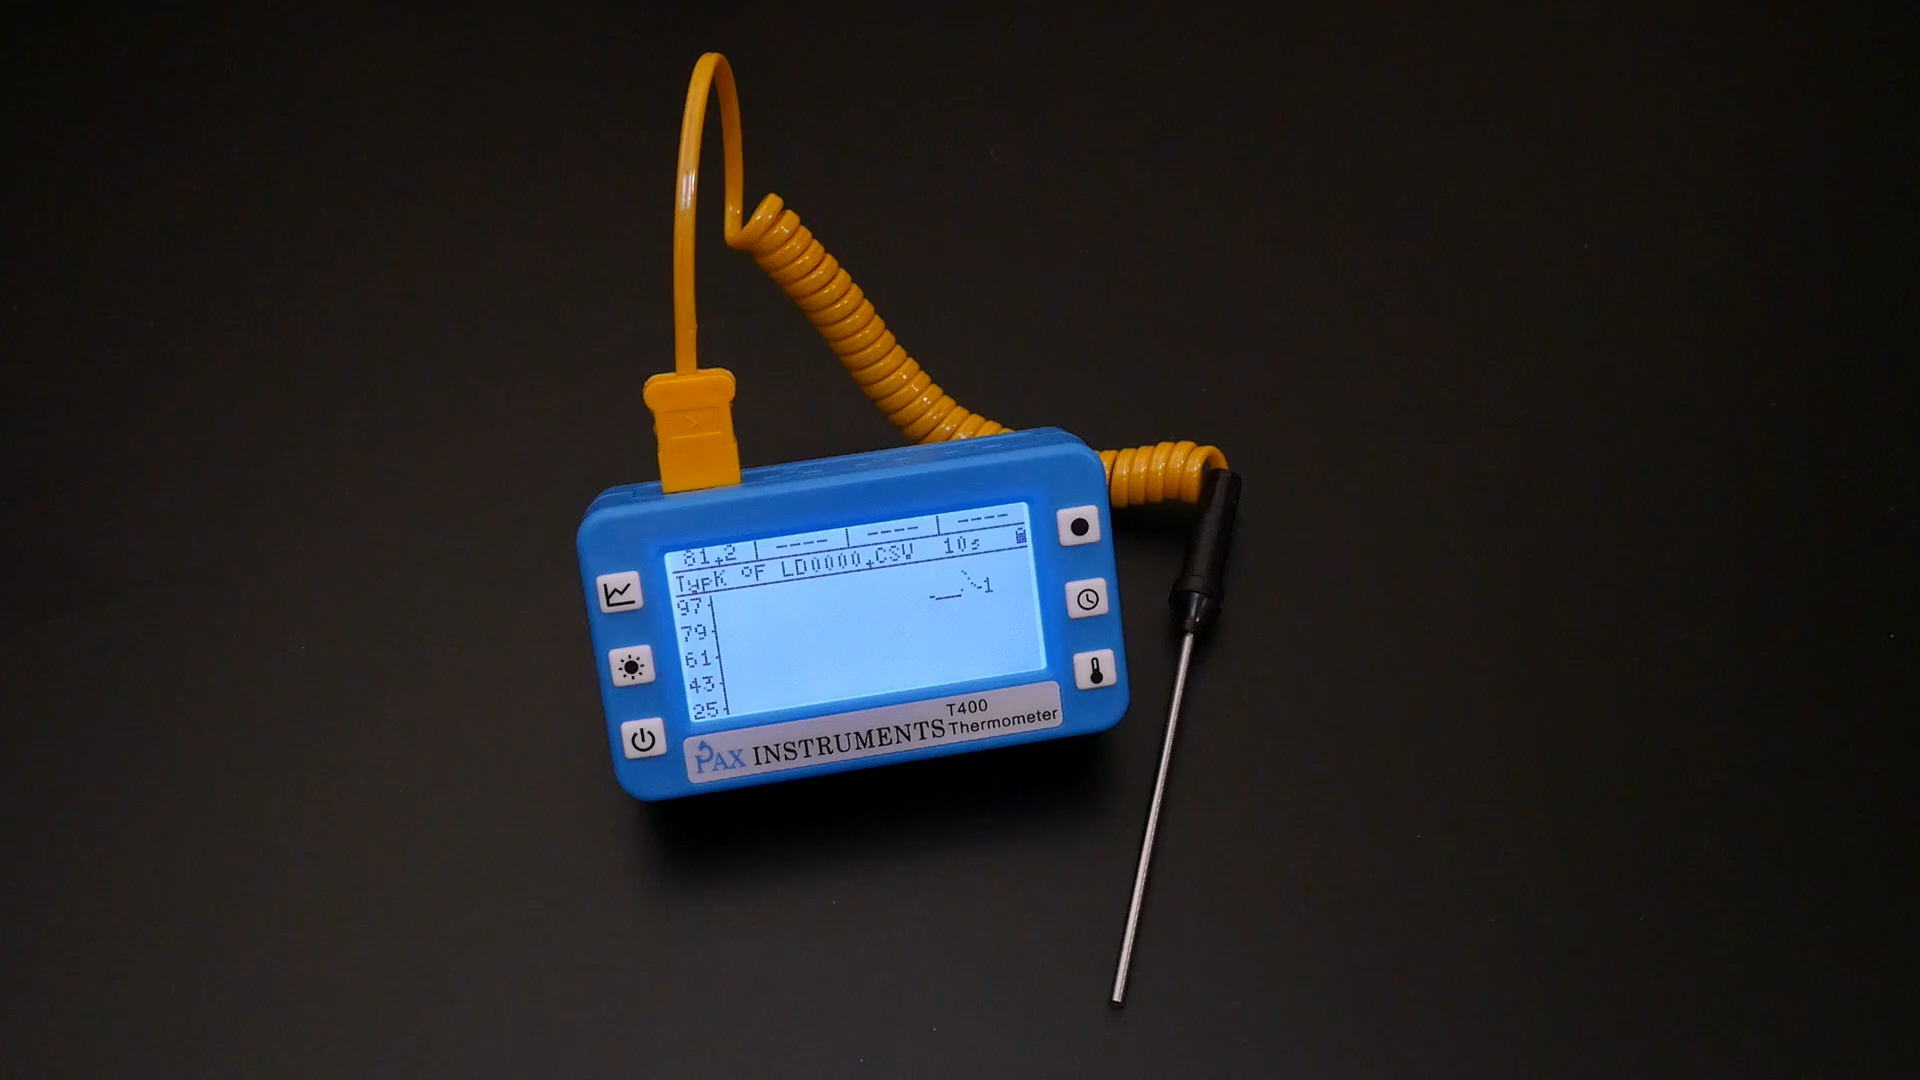 81.2 ---- ---- ----
TypK °F LD0000.CSV 10s
97
1
79
61
43
25
PAX INSTRUMENTS T400 Thermometer
K